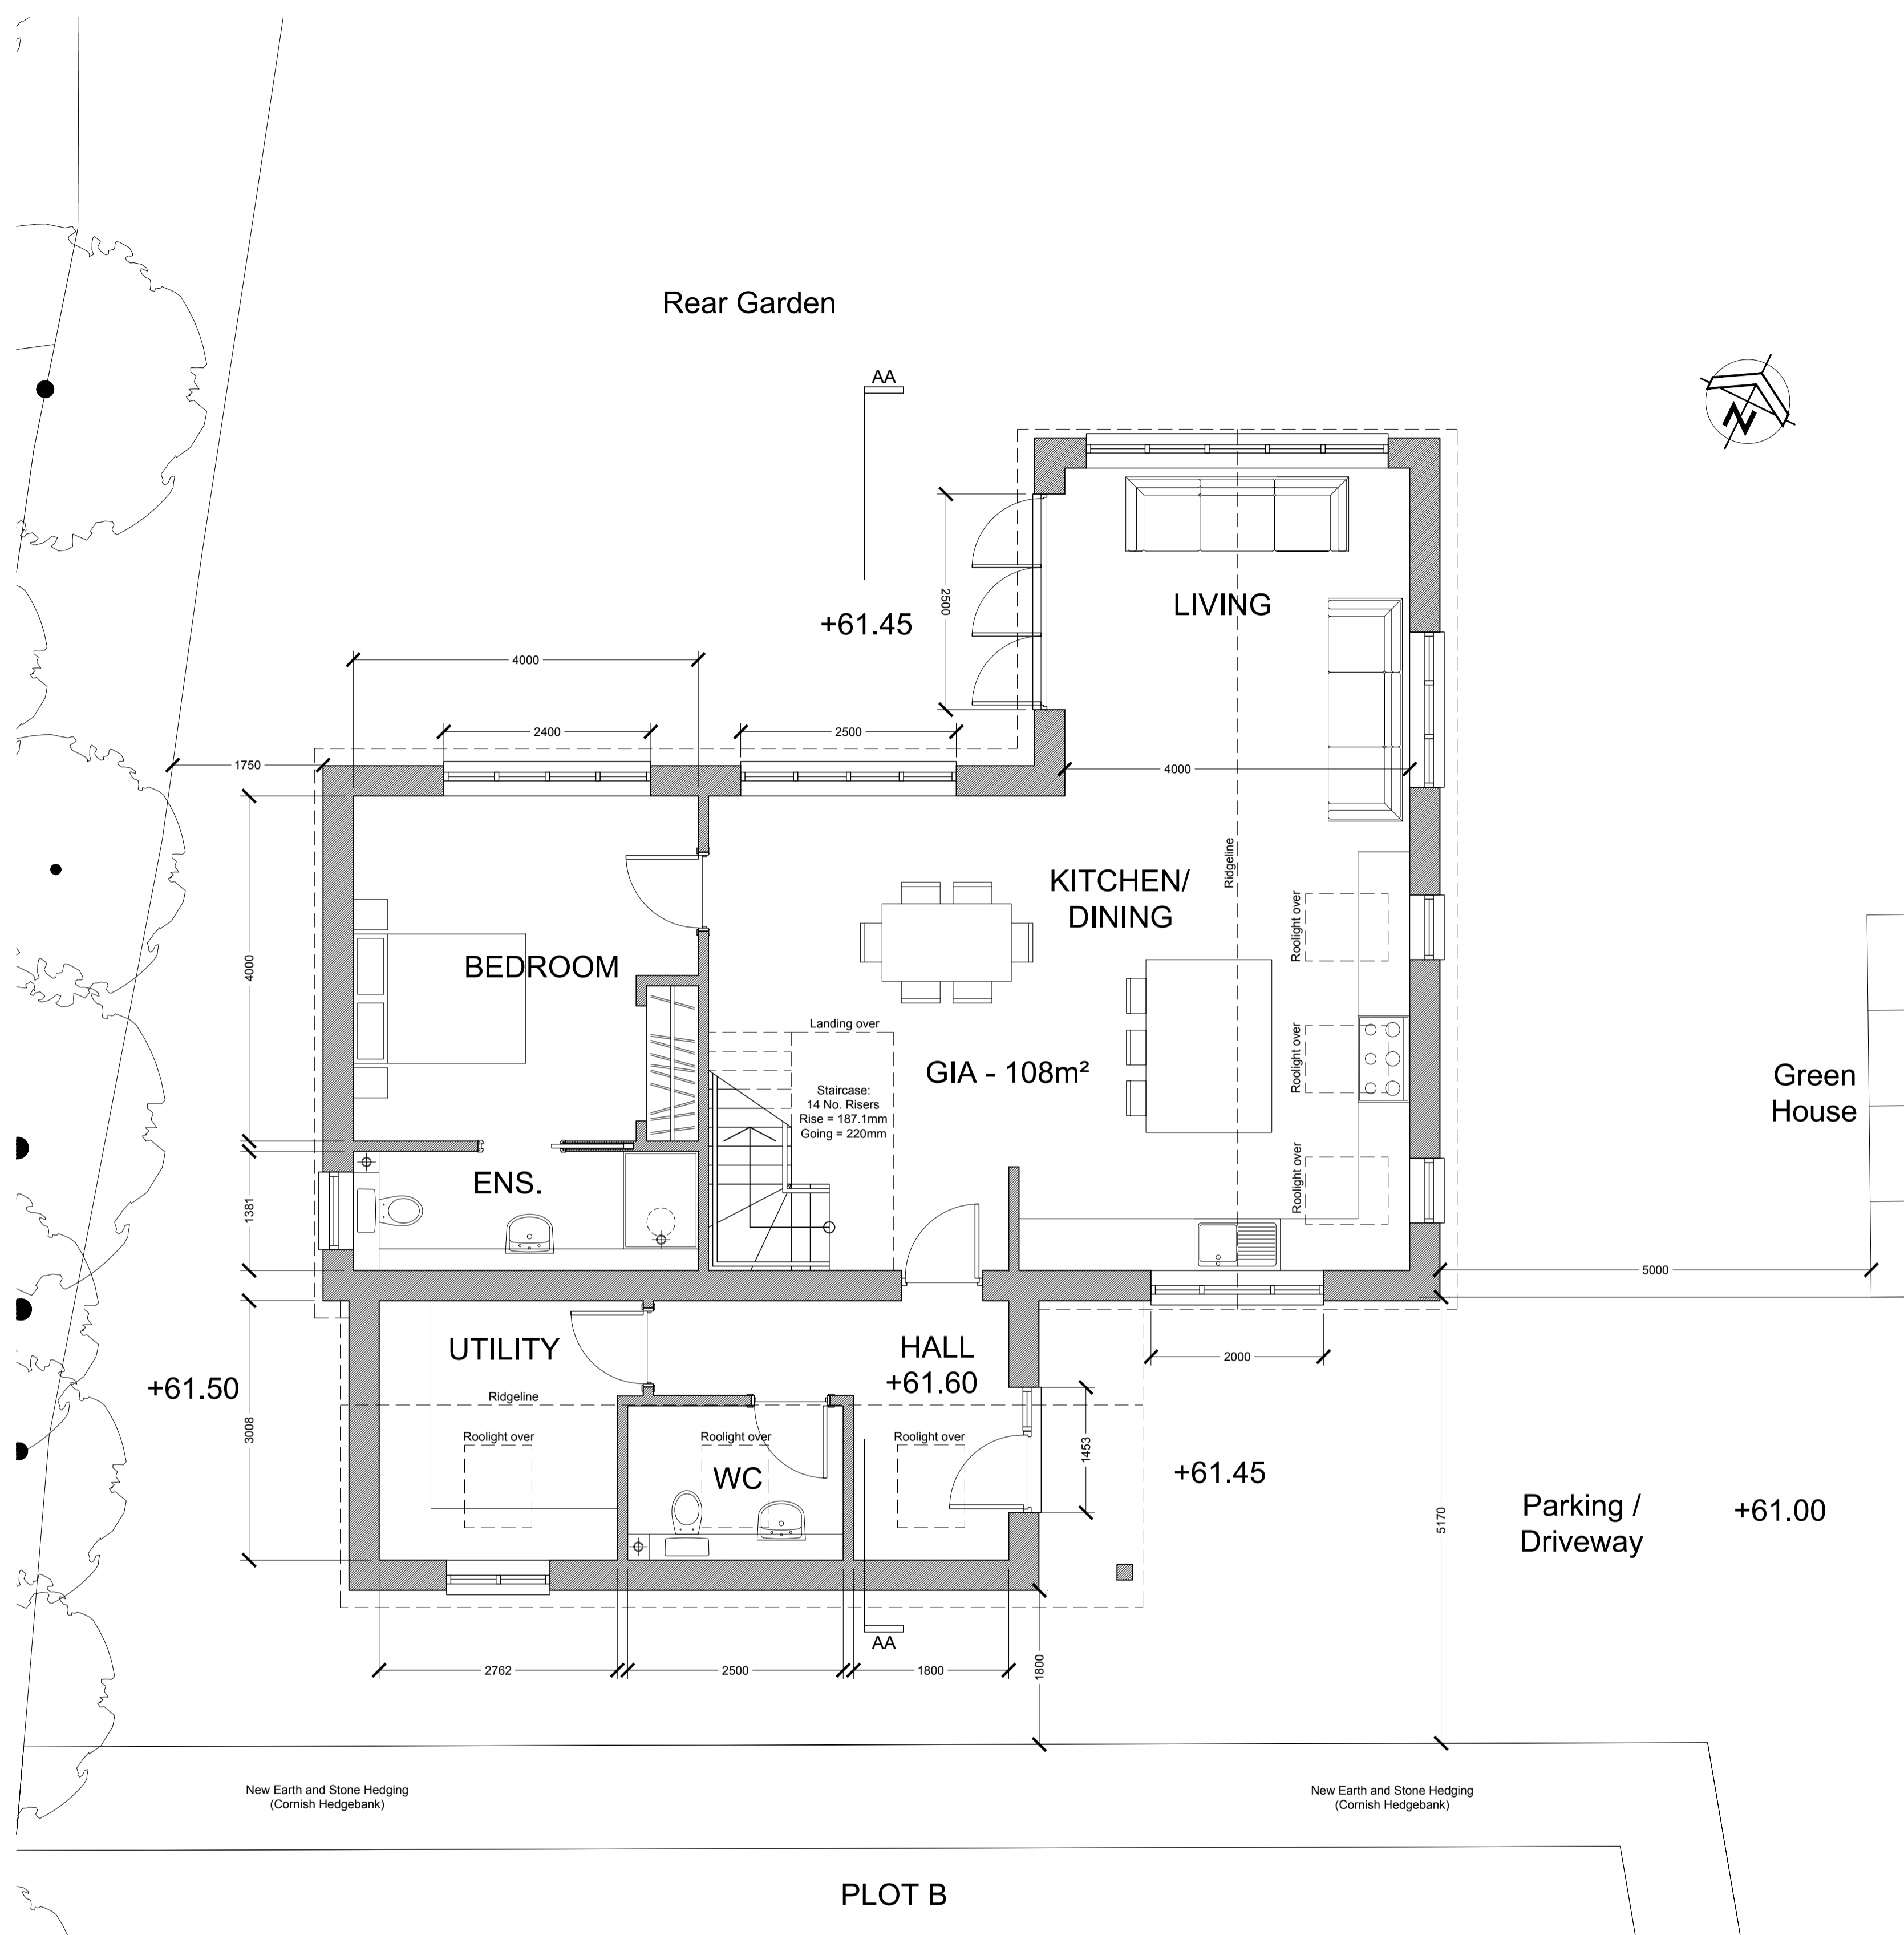 Rear Garden
AA
N
LIVING
2500
+61.45
4000
2400
2500
1750
4000
Ridgeline
KITCHEN/
DINING
Roolight over
BEDROOM
4000
Landing over
GIA - 108m²
Roolight over
Green
House
Staircase:
14 No. Risers
Rise = 187.1mm
Going = 220mm
Roolight over
ENS.
1381
5000
UTILITY
HALL
+61.60
2000
+61.50
Ridgeline
3008
Roolight over
Roolight over
Roolight over
WC
1453
+61.45
5170
Parking /
Driveway
+61.00
AA
2762
2500
1800
1800
New Earth and Stone Hedging
(Cornish Hedgebank)
New Earth and Stone Hedging
(Cornish Hedgebank)
PLOT B